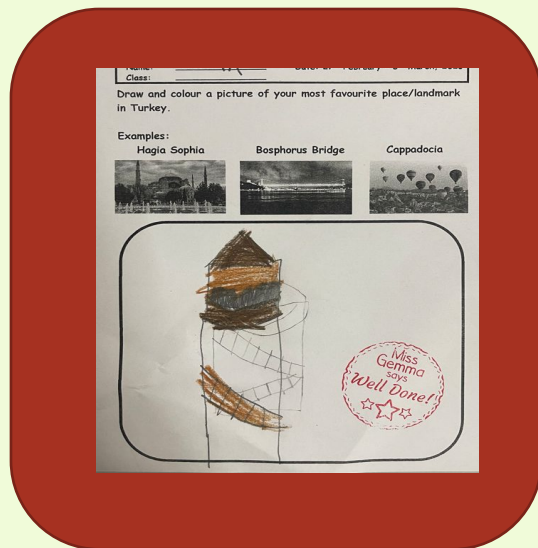 Class:
Draw and colour a picture of your most favourite place/landmark
in Turkey.
Examples:
Hagia Sophia Bosphorus Bridge Cappadocia
Miss
Gemma
says
Well Done!